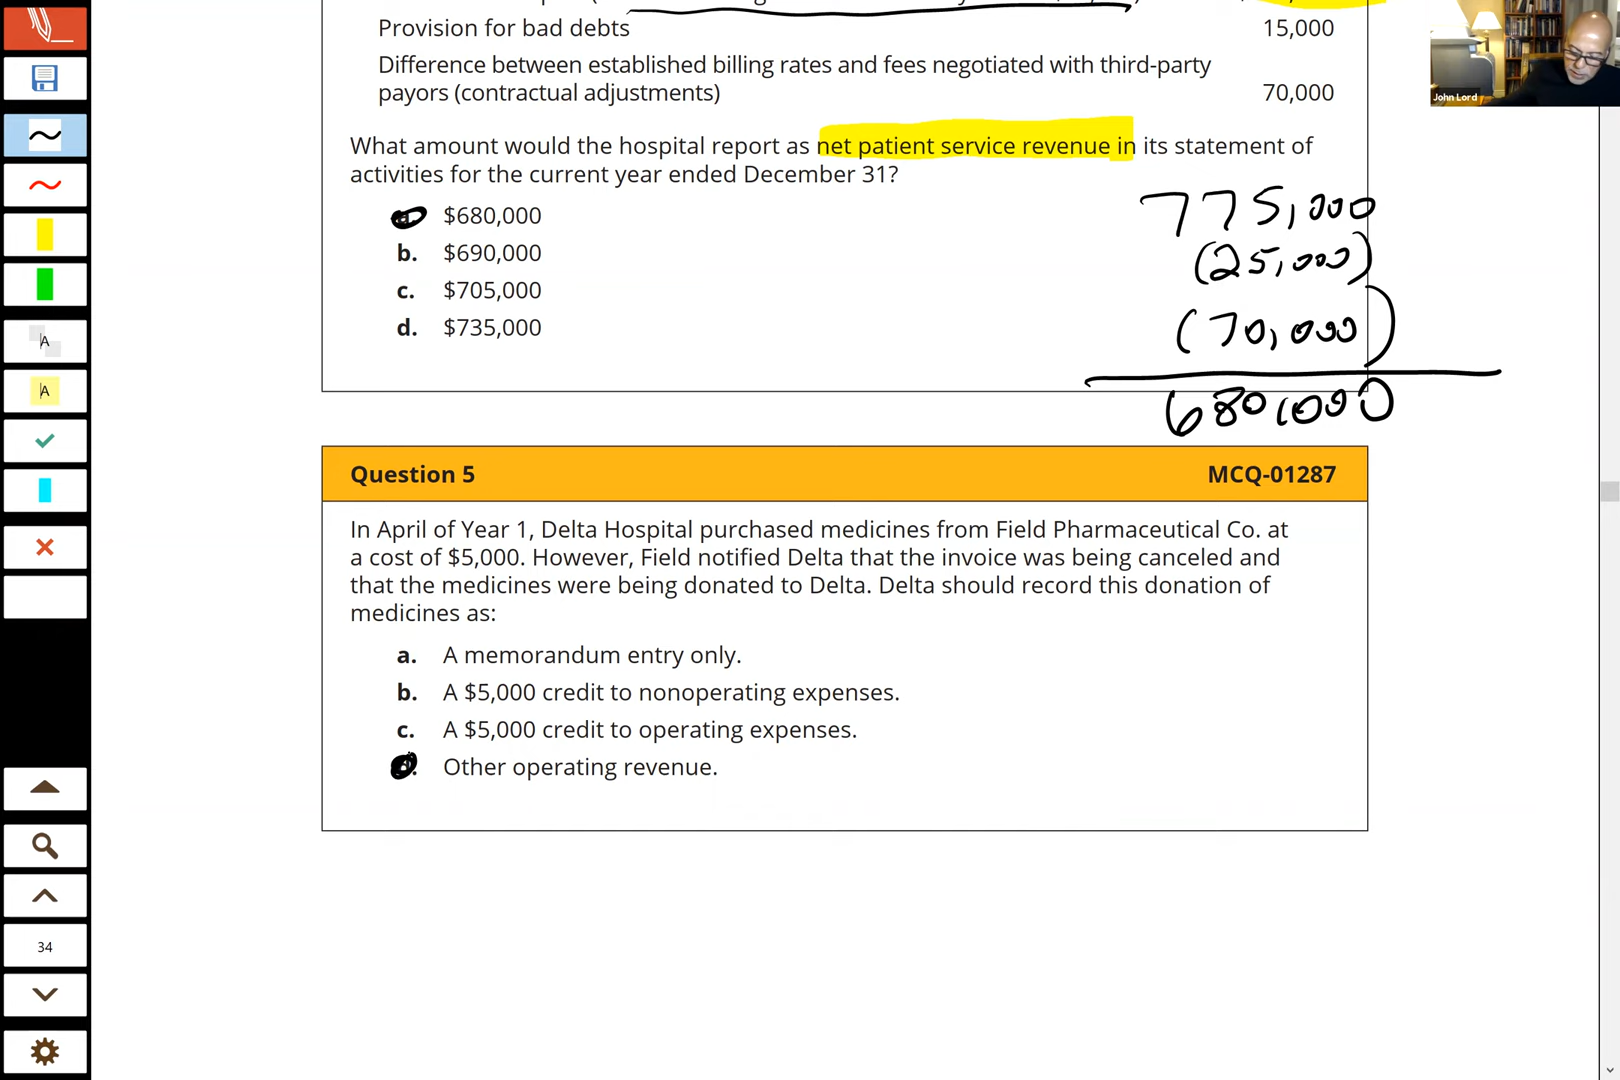 Provision for bad debts 15,000
Difference between established billing rates and fees negotiated with third-party
payors (contractual adjustments) 70,000
John Lord
What amount would the hospital report as net patient service revenue in its statement of
activities for the current year ended December 31?
$680,000
b. $690,000
c. $705,000
d. $735,000
775,000
(25,000)
(70,000)
680,000
Question 5 MCQ-01287
In April of Year 1, Delta Hospital purchased medicines from Field Pharmaceutical Co. at
a cost of $5,000. However, Field notified Delta that the invoice was being canceled and
that the medicines were being donated to Delta. Delta should record this donation of
medicines as:
a. A memorandum entry only.
b. A $5,000 credit to nonoperating expenses.
c. A $5,000 credit to operating expenses.
Other operating revenue.
A
A
34